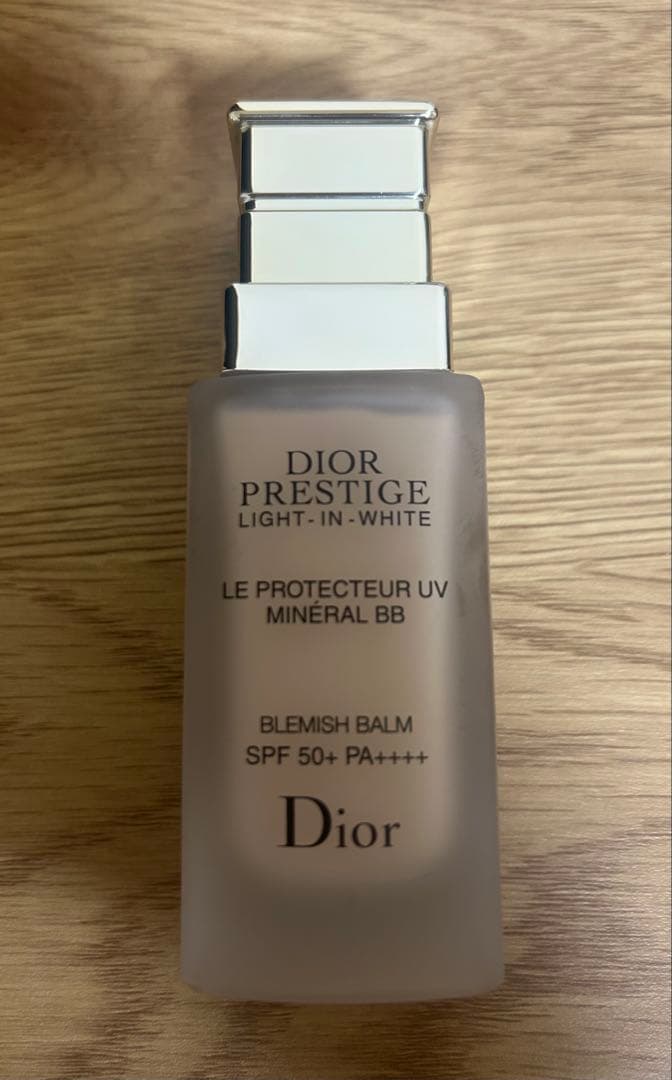 DIOR
PRESTIGE
LIGHT-IN-WHITE
LE PROTECTEUR UV
MINÉRAL BB
BLEMISH BALM
SPF 50+ PA++++
Dior